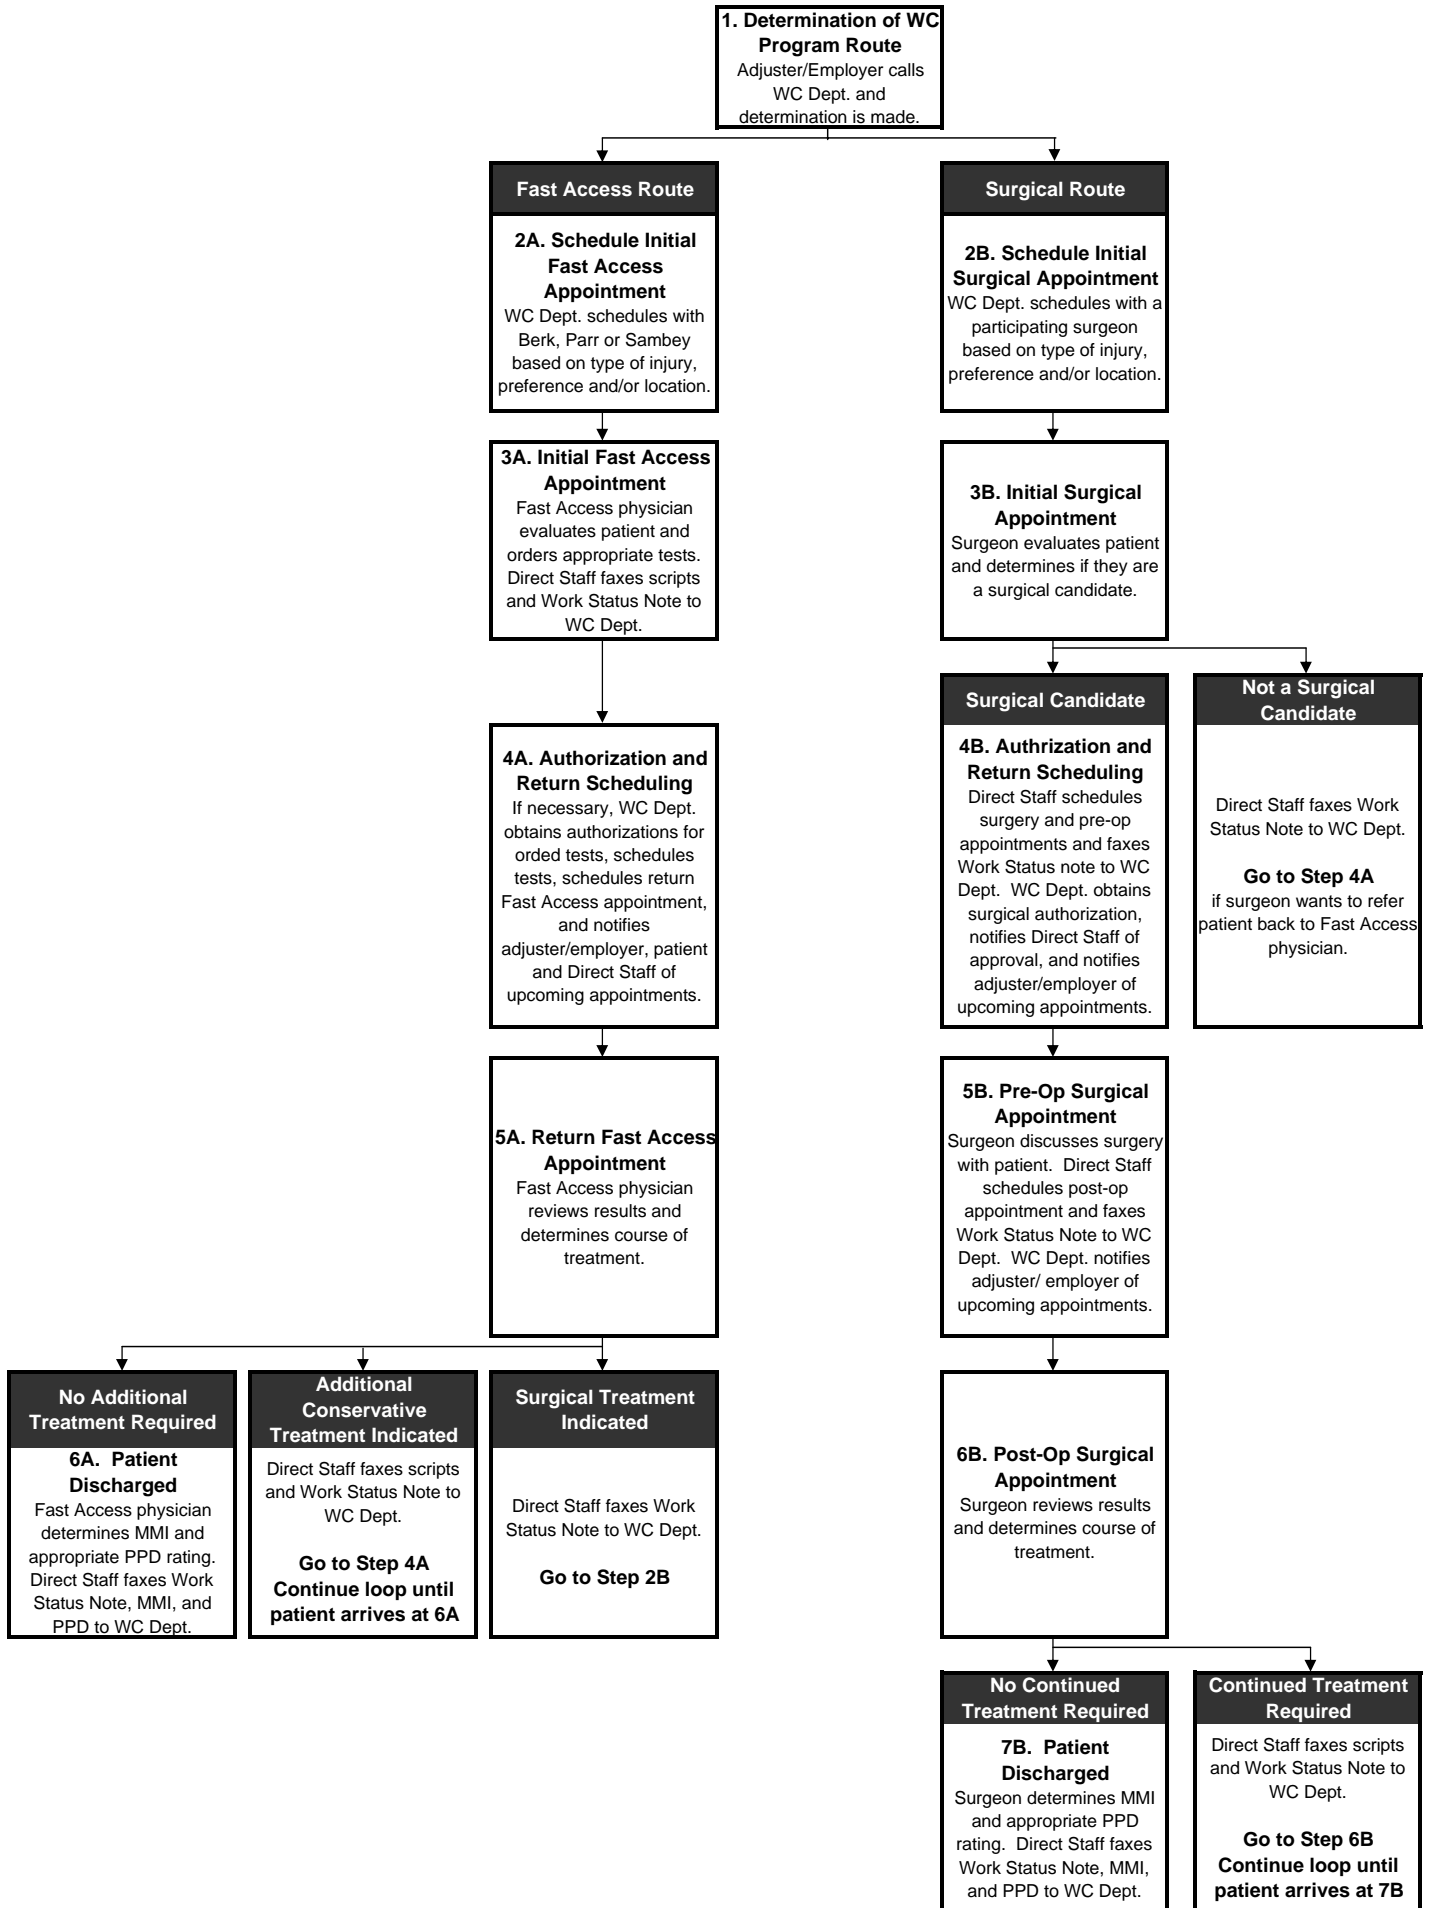 1. Determination of WC
Program Route
Adjuster/Employer calls
WC Dept. and
determination is made.
Fast Access Route
2A. Schedule Initial
Fast Access
Appointment
WC Dept. schedules with
Berk, Parr or Sambey
based on type of injury,
preference and/or location.
3A. Initial Fast Access
Appointment
Fast Access physician
evaluates patient and
orders appropriate tests.
Direct Staff faxes scripts
and Work Status Note to
WC Dept.
4A. Authorization and
Return Scheduling
If necessary, WC Dept.
obtains authorizations for
orded tests, schedules
tests, schedules return
Fast Access appointment,
and notifies
adjuster/employer, patient
and Direct Staff of
upcoming appointments.
5A. Return Fast Access
Appointment
Fast Access physician
reviews results and
determines course of
treatment.
No Additional
Treatment Required
6A. Patient
Discharged
Fast Access physician
determines MMI and
appropriate PPD rating.
Direct Staff faxes Work
Status Note, MMI, and
PPD to WC Dept.
Additional
Conservative
Treatment Indicated
Direct Staff faxes scripts
and Work Status Note to
WC Dept.
Go to Step 4A
Continue loop until
patient arrives at 6A
Surgical Treatment
Indicated
Direct Staff faxes Work
Status Note to WC Dept.
Go to Step 2B
Surgical Route
2B. Schedule Initial
Surgical Appointment
WC Dept. schedules with a
participating surgeon
based on type of injury,
preference and/or location.
3B. Initial Surgical
Appointment
Surgeon evaluates patient
and determines if they are
a surgical candidate.
Surgical Candidate
4B. Authrization and
Return Scheduling
Direct Staff schedules
surgery and pre-op
appointments and faxes
Work Status note to WC
Dept. WC Dept. obtains
surgical authorization,
notifies Direct Staff of
approval, and notifies
adjuster/employer of
upcoming appointments.
Not a Surgical
Candidate
Direct Staff faxes Work
Status Note to WC Dept.
Go to Step 4A
if surgeon wants to refer
patient back to Fast Access
physician.
5B. Pre-Op Surgical
Appointment
Surgeon discusses surgery
with patient. Direct Staff
schedules post-op
appointment and faxes
Work Status Note to WC
Dept. WC Dept. notifies
adjuster/ employer of
upcoming appointments.
6B. Post-Op Surgical
Appointment
Surgeon reviews results
and determines course of
treatment.
No Continued
Treatment Required
7B. Patient
Discharged
Surgeon determines MMI
and appropriate PPD
rating. Direct Staff faxes
Work Status Note, MMI,
and PPD to WC Dept.
Continued Treatment
Required
Direct Staff faxes scripts
and Work Status Note to
WC Dept.
Go to Step 6B
Continue loop until
patient arrives at 7B